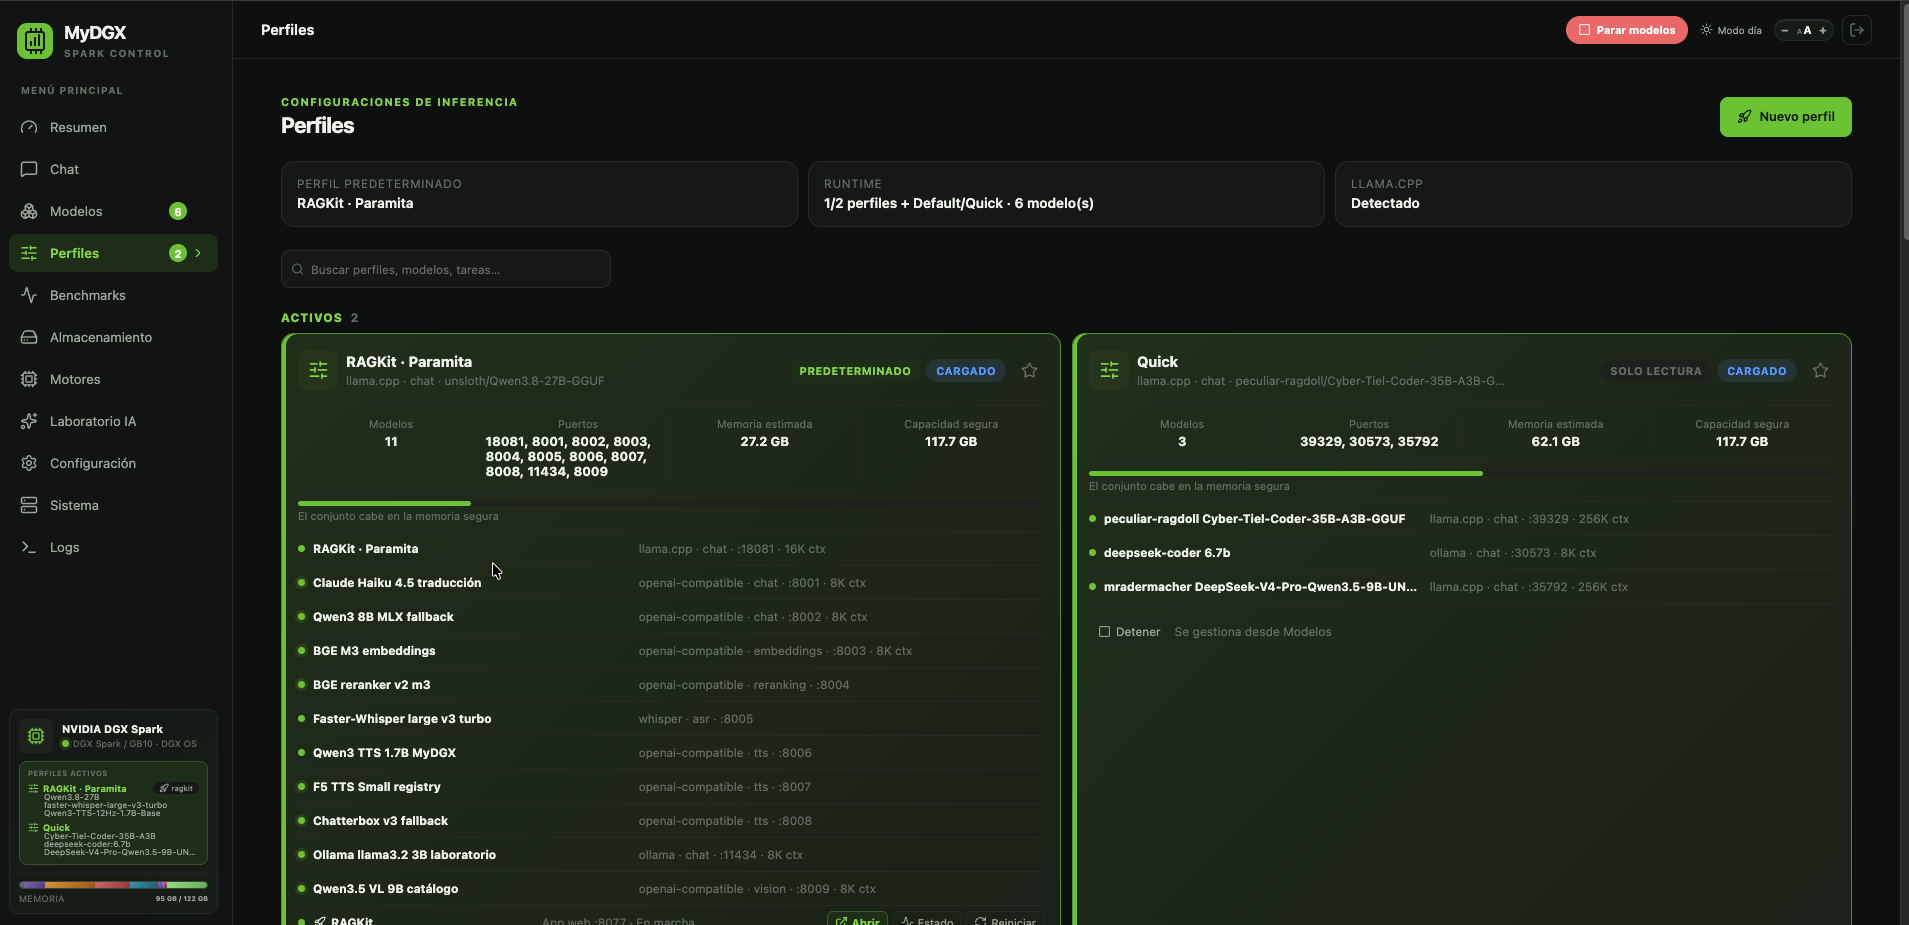 MyDGX
SPARK CONTROL
MENÚ PRINCIPAL
Resumen
Chat
Modelos 6
Perfiles 2
Benchmarks
Almacenamiento
Motores
Laboratorio IA
Configuración
Sistema
Logs
NVIDIA DGX Spark
DGX Spark / GB10 · DGX OS
PERFILES ACTIVOS
RAGKit · Paramita ragkit
Qwen3.8-27B
faster-whisper-large-v3-turbo
Qwen3-TTS-12Hz-1.7B-Base
Quick
Cyber-Tiel-Coder-35B-A3B
deepseek-coder:6.7b
DeepSeek-V4-Pro-Qwen3.5-9B-UN...
MEMORIA 95 GB / 122 GB
Perfiles
Parar modelos
Modo día
− AA +
CONFIGURACIONES DE INFERENCIA
Perfiles
Nuevo perfil
PERFIL PREDETERMINADO
RAGKit · Paramita
RUNTIME
1/2 perfiles + Default/Quick · 6 modelo(s)
LLAMA.CPP
Detectado
Buscar perfiles, modelos, tareas...
ACTIVOS 2
RAGKit · Paramita
llama.cpp · chat · unsloth/Qwen3.8-27B-GGUF
PREDETERMINADO CARGADO
Modelos
11
Puertos
18081, 8001, 8002, 8003,
8004, 8005, 8006, 8007,
8008, 11434, 8009
Memoria estimada
27.2 GB
Capacidad segura
117.7 GB
El conjunto cabe en la memoria segura
RAGKit · Paramita llama.cpp · chat · :18081 · 16K ctx
Claude Haiku 4.5 traducción openai-compatible · chat · :8001 · 8K ctx
Qwen3 8B MLX fallback openai-compatible · chat · :8002 · 8K ctx
BGE M3 embeddings openai-compatible · embeddings · :8003 · 8K ctx
BGE reranker v2 m3 openai-compatible · reranking · :8004
Faster-Whisper large v3 turbo whisper · asr · :8005
Qwen3 TTS 1.7B MyDGX openai-compatible · tts · :8006
F5 TTS Small registry openai-compatible · tts · :8007
Chatterbox v3 fallback openai-compatible · tts · :8008
Ollama llama3.2 3B laboratorio ollama · chat · :11434 · 8K ctx
Qwen3.5 VL 9B catálogo openai-compatible · vision · :8009 · 8K ctx
RAGKit App web :8077 · En marcha Abrir Estado Reiniciar
Quick
llama.cpp · chat · peculiar-ragdoll/Cyber-Tiel-Coder-35B-A3B-G...
SOLO LECTURA CARGADO
Modelos
3
Puertos
39329, 30573, 35792
Memoria estimada
62.1 GB
Capacidad segura
117.7 GB
El conjunto cabe en la memoria segura
peculiar-ragdoll Cyber-Tiel-Coder-35B-A3B-GGUF llama.cpp · chat · :39329 · 256K ctx
deepseek-coder 6.7b ollama · chat · :30573 · 8K ctx
mradermacher DeepSeek-V4-Pro-Qwen3.5-9B-UN... llama.cpp · chat · :35792 · 256K ctx
Detener Se gestiona desde Modelos